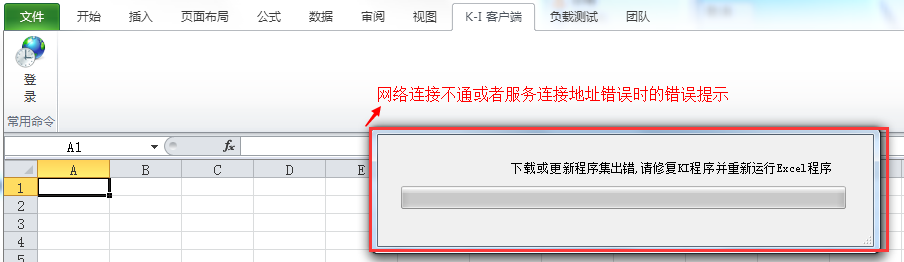 文件 开始 插入 页面布局 公式 数据 审阅 视图 K-I 客户端 负载测试 团队
登
录
常用命令
网络连接不通或者服务连接地址错误时的错误提示
A1 fx
A B C D E
下载或更新程序集出错,请修复KI程序并重新运行Excel程序
1
2
3
4
5